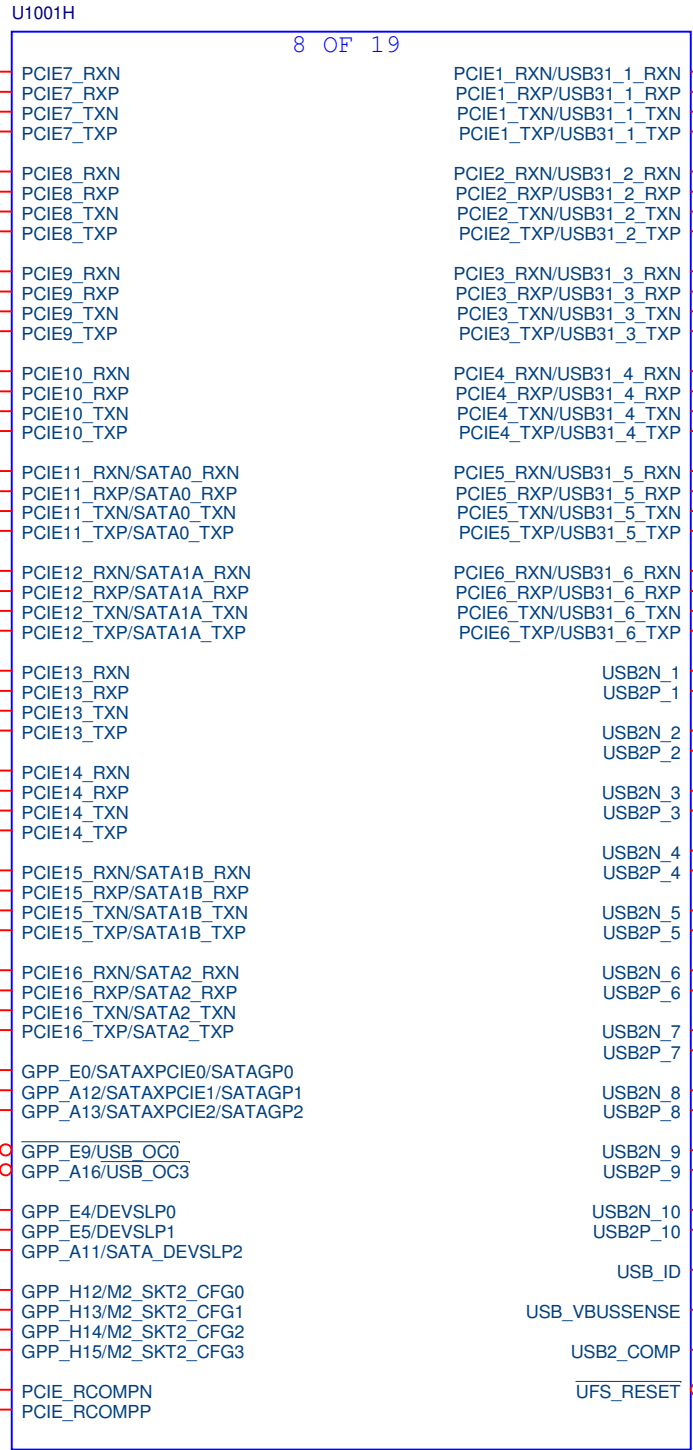 U1001H
8 OF 19
PCIE7_RXN
PCIE7_RXP
PCIE7_TXN
PCIE7_TXP
PCIE8_RXN
PCIE8_RXP
PCIE8_TXN
PCIE8_TXP
PCIE9_RXN
PCIE9_RXP
PCIE9_TXN
PCIE9_TXP
PCIE10_RXN
PCIE10_RXP
PCIE10_TXN
PCIE10_TXP
PCIE11_RXN/SATA0_RXN
PCIE11_RXP/SATA0_RXP
PCIE11_TXN/SATA0_TXN
PCIE11_TXP/SATA0_TXP
PCIE12_RXN/SATA1A_RXN
PCIE12_RXP/SATA1A_RXP
PCIE12_TXN/SATA1A_TXN
PCIE12_TXP/SATA1A_TXP
PCIE13_RXN
PCIE13_RXP
PCIE13_TXN
PCIE13_TXP
PCIE14_RXN
PCIE14_RXP
PCIE14_TXN
PCIE14_TXP
PCIE15_RXN/SATA1B_RXN
PCIE15_RXP/SATA1B_RXP
PCIE15_TXN/SATA1B_TXN
PCIE15_TXP/SATA1B_TXP
PCIE16_RXN/SATA2_RXN
PCIE16_RXP/SATA2_RXP
PCIE16_TXN/SATA2_TXN
PCIE16_TXP/SATA2_TXP
GPP_E0/SATAXPCIE0/SATAGP0
GPP_A12/SATAXPCIE1/SATAGP1
GPP_A13/SATAXPCIE2/SATAGP2
GPP_E9/USB_OC0
GPP_A16/USB_OC3
GPP_E4/DEVSLP0
GPP_E5/DEVSLP1
GPP_A11/SATA_DEVSLP2
GPP_H12/M2_SKT2_CFG0
GPP_H13/M2_SKT2_CFG1
GPP_H14/M2_SKT2_CFG2
GPP_H15/M2_SKT2_CFG3
PCIE_RCOMPN
PCIE_RCOMPP
PCIE1_RXN/USB31_1_RXN
PCIE1_RXP/USB31_1_RXP
PCIE1_TXN/USB31_1_TXN
PCIE1_TXP/USB31_1_TXP
PCIE2_RXN/USB31_2_RXN
PCIE2_RXP/USB31_2_RXP
PCIE2_TXN/USB31_2_TXN
PCIE2_TXP/USB31_2_TXP
PCIE3_RXN/USB31_3_RXN
PCIE3_RXP/USB31_3_RXP
PCIE3_TXN/USB31_3_TXN
PCIE3_TXP/USB31_3_TXP
PCIE4_RXN/USB31_4_RXN
PCIE4_RXP/USB31_4_RXP
PCIE4_TXN/USB31_4_TXN
PCIE4_TXP/USB31_4_TXP
PCIE5_RXN/USB31_5_RXN
PCIE5_RXP/USB31_5_RXP
PCIE5_TXN/USB31_5_TXN
PCIE5_TXP/USB31_5_TXP
PCIE6_RXN/USB31_6_RXN
PCIE6_RXP/USB31_6_RXP
PCIE6_TXN/USB31_6_TXN
PCIE6_TXP/USB31_6_TXP
USB2N_1
USB2P_1
USB2N_2
USB2P_2
USB2N_3
USB2P_3
USB2N_4
USB2P_4
USB2N_5
USB2P_5
USB2N_6
USB2P_6
USB2N_7
USB2P_7
USB2N_8
USB2P_8
USB2N_9
USB2P_9
USB2N_10
USB2P_10
USB_ID
USB_VBUSSENSE
USB2_COMP
UFS_RESET